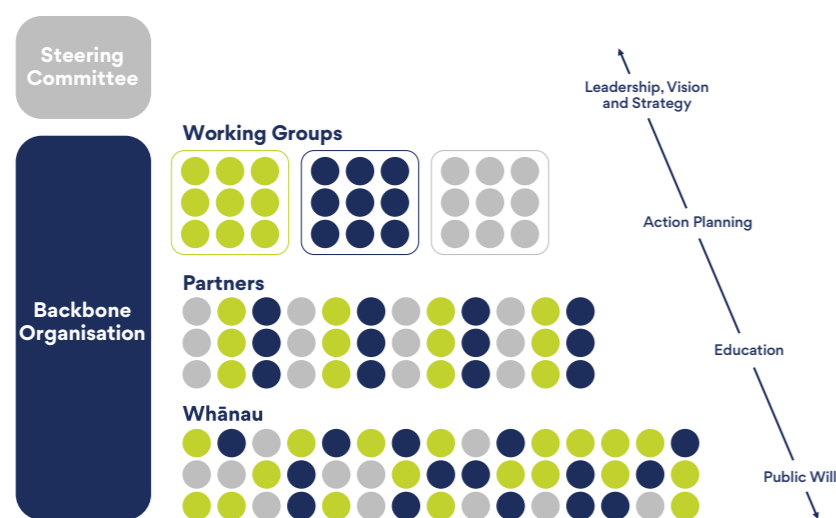 Steering
Committee
Leadership, Vision
and Strategy
Working Groups
Action Planning
Partners
Backbone
Organisation
Education
Whānau
Public Will